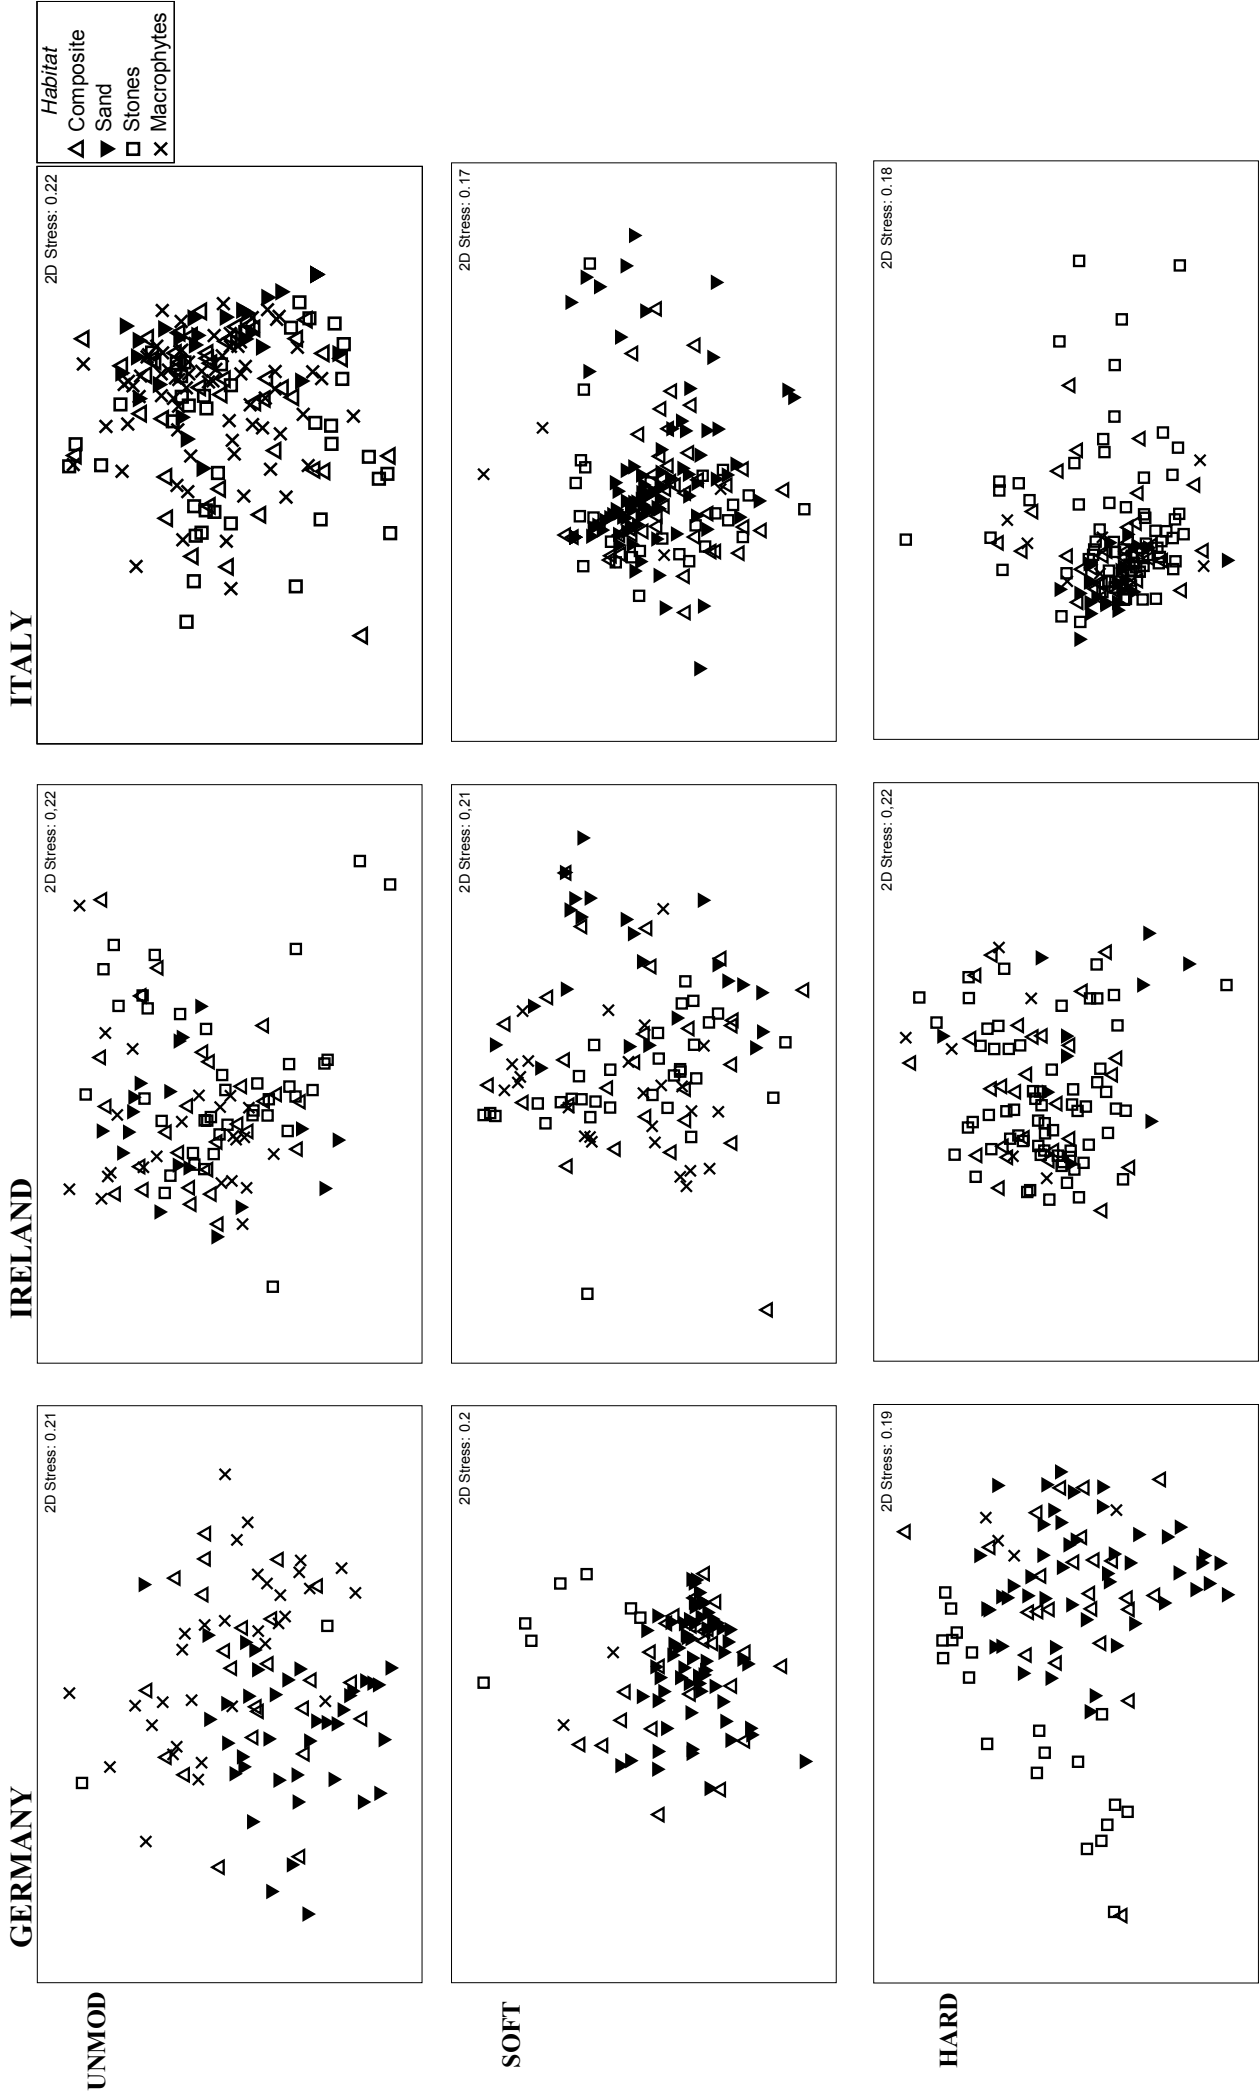 GERMANY
IRELAND
ITALY
Habitat
Composite
Sand
Stones
Macrophytes
UNMOD
2D Stress: 0.21
2D Stress: 0,22
2D Stress: 0.22
SOFT
2D Stress: 0.2
2D Stress: 0,21
2D Stress: 0.17
HARD
2D Stress: 0.19
2D Stress: 0,22
2D Stress: 0.18